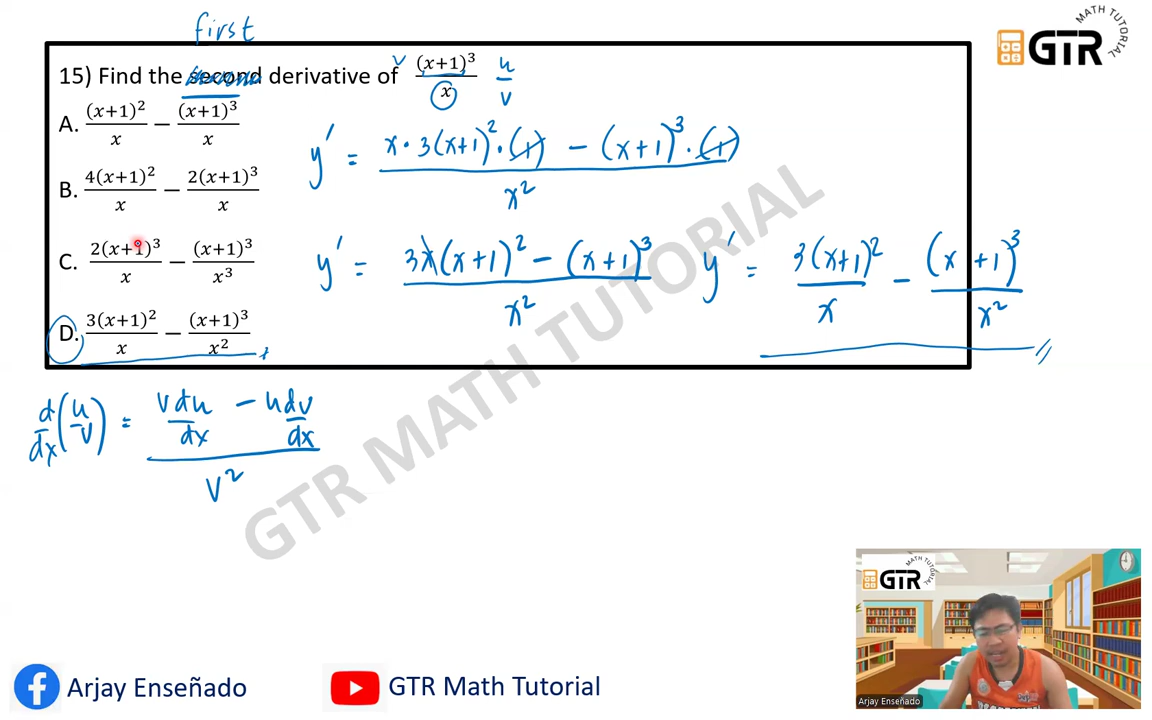 first
MATH TUTORIAL
GTR
15) Find the second derivative of (x+1)³/x u/v
A. (x+1)²/x − (x+1)³/x
y' = x · 3(x+1)² · (1) − (x+1)³ · (1) / x²
B. 4(x+1)²/x − 2(x+1)³/x
C. 2(x+1)³/x − (x+1)³/x³
y' = 3x(x+1)² − (x+1)³ / x²
y' = 3(x+1)²/x − (x+1)³/x²
D. 3(x+1)²/x − (x+1)³/x²
d/dx (u/v) = v du/dx − u dv/dx / v²
GTR MATH TUTORIAL
MATH TUTORIAL
GTR
Arjay Enseñado
GTR Math Tutorial
Arjay Enseñado